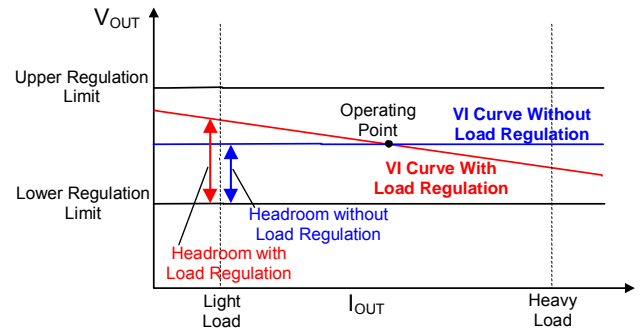 VOUT
Upper Regulation
Limit
Operating
Point
VI Curve Without
Load Regulation
VI Curve With
Load Regulation
Lower Regulation
Limit
Headroom without
Load Regulation
Headroom with
Load Regulation
Light
Load
IOUT
Heavy
Load